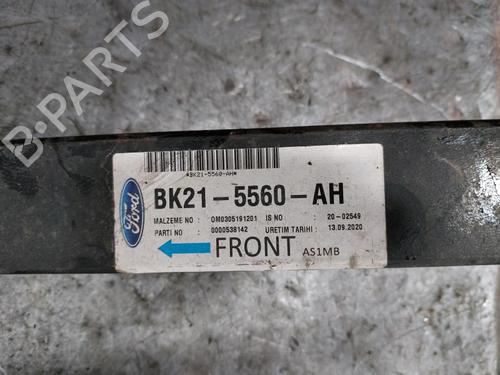 B-PARTS
*BK21-5560-AH*
Ford
BK21-5560-AH
MALZEME NO : OM0305191201 IS NO : 20-02549
PARTI NO : 0000538142 URETIM TARIHI : 13.09.2020
FRONT AS1MB